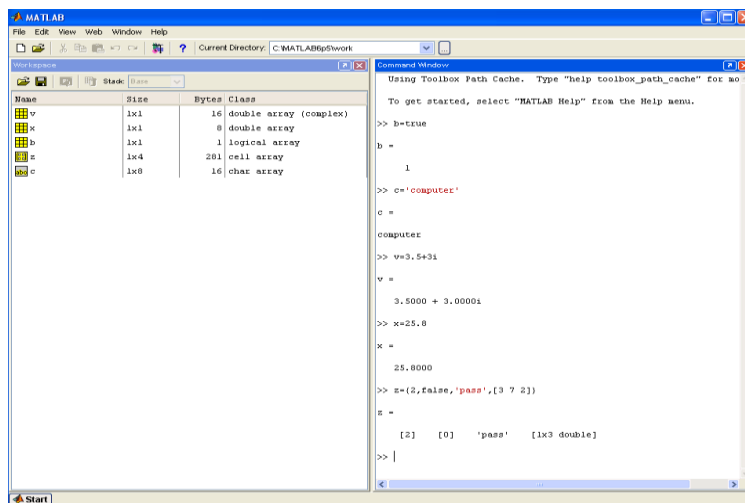 MATLAB
File Edit View Web Window Help
? Current Directory: C:\MATLAB6p5\work ...
Workspace
Stack: Base
Name Size Bytes Class
v 1x1 16 double array (complex)
x 1x1 8 double array
b 1x1 1 logical array
z 1x4 281 cell array
abc c 1x8 16 char array
Command Window
Using Toolbox Path Cache. Type "help toolbox_path_cache" for mo
To get started, select "MATLAB Help" from the Help menu.
>> b=true
b =
1
>> c='computer'
c =
computer
>> v=3.5+3i
v =
3.5000 + 3.0000i
>> x=25.8
x =
25.8000
>> z={2,false,'pass',[3 7 2]}
z =
[2] [0] 'pass' [1x3 double]
>>
Start